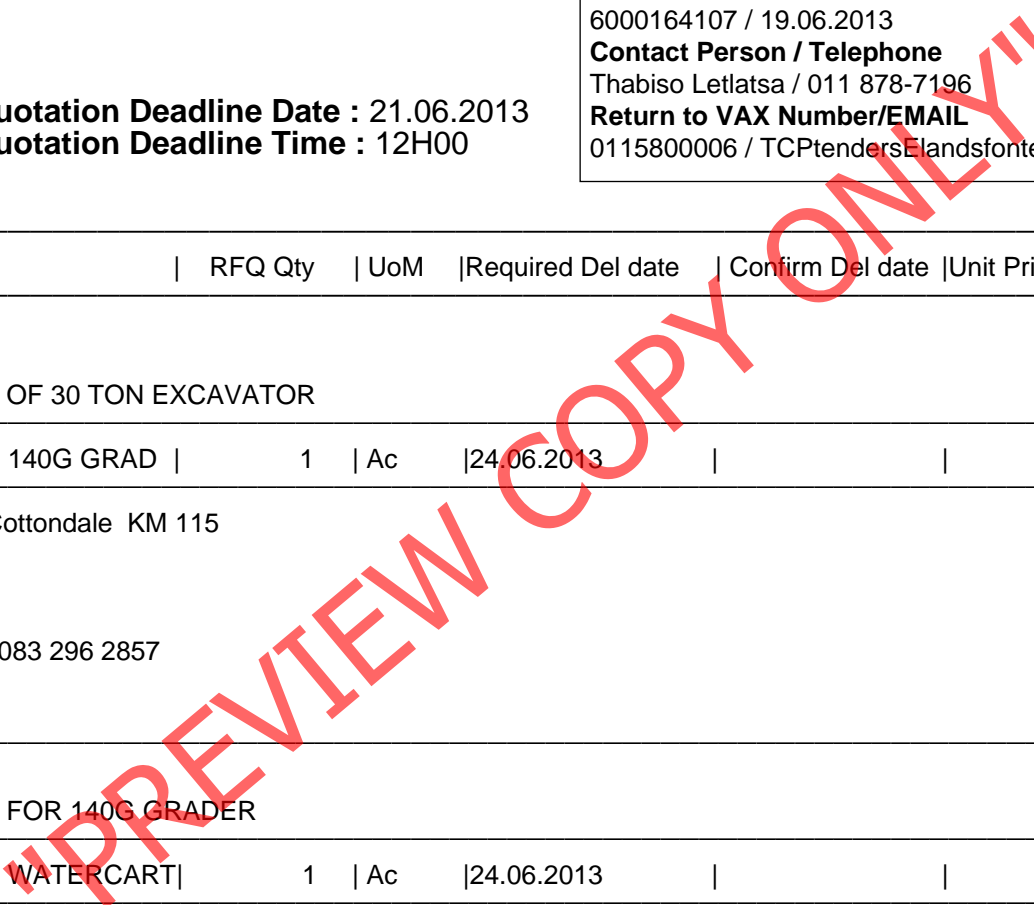 6000164107 / 19.06.2013
Contact Person / Telephone
Thabiso Letlatsa / 011 878-7196
uotation Deadline Date : 21.06.2013
Return to VAX Number/EMAIL
uotation Deadline Time : 12H00
0115800006 / TCPtendersElandsfonte
| RFQ Qty | UoM |Required Del date | Confirm Del date |Unit Pri
OF 30 TON EXCAVATOR
140G GRAD | 1 | Ac |24.06.2013 | |
Cottondale KM 115
083 296 2857
FOR 140G GRADER
WATERCART| 1 | Ac |24.06.2013 | |
"PREVIEW COPY ONLY"